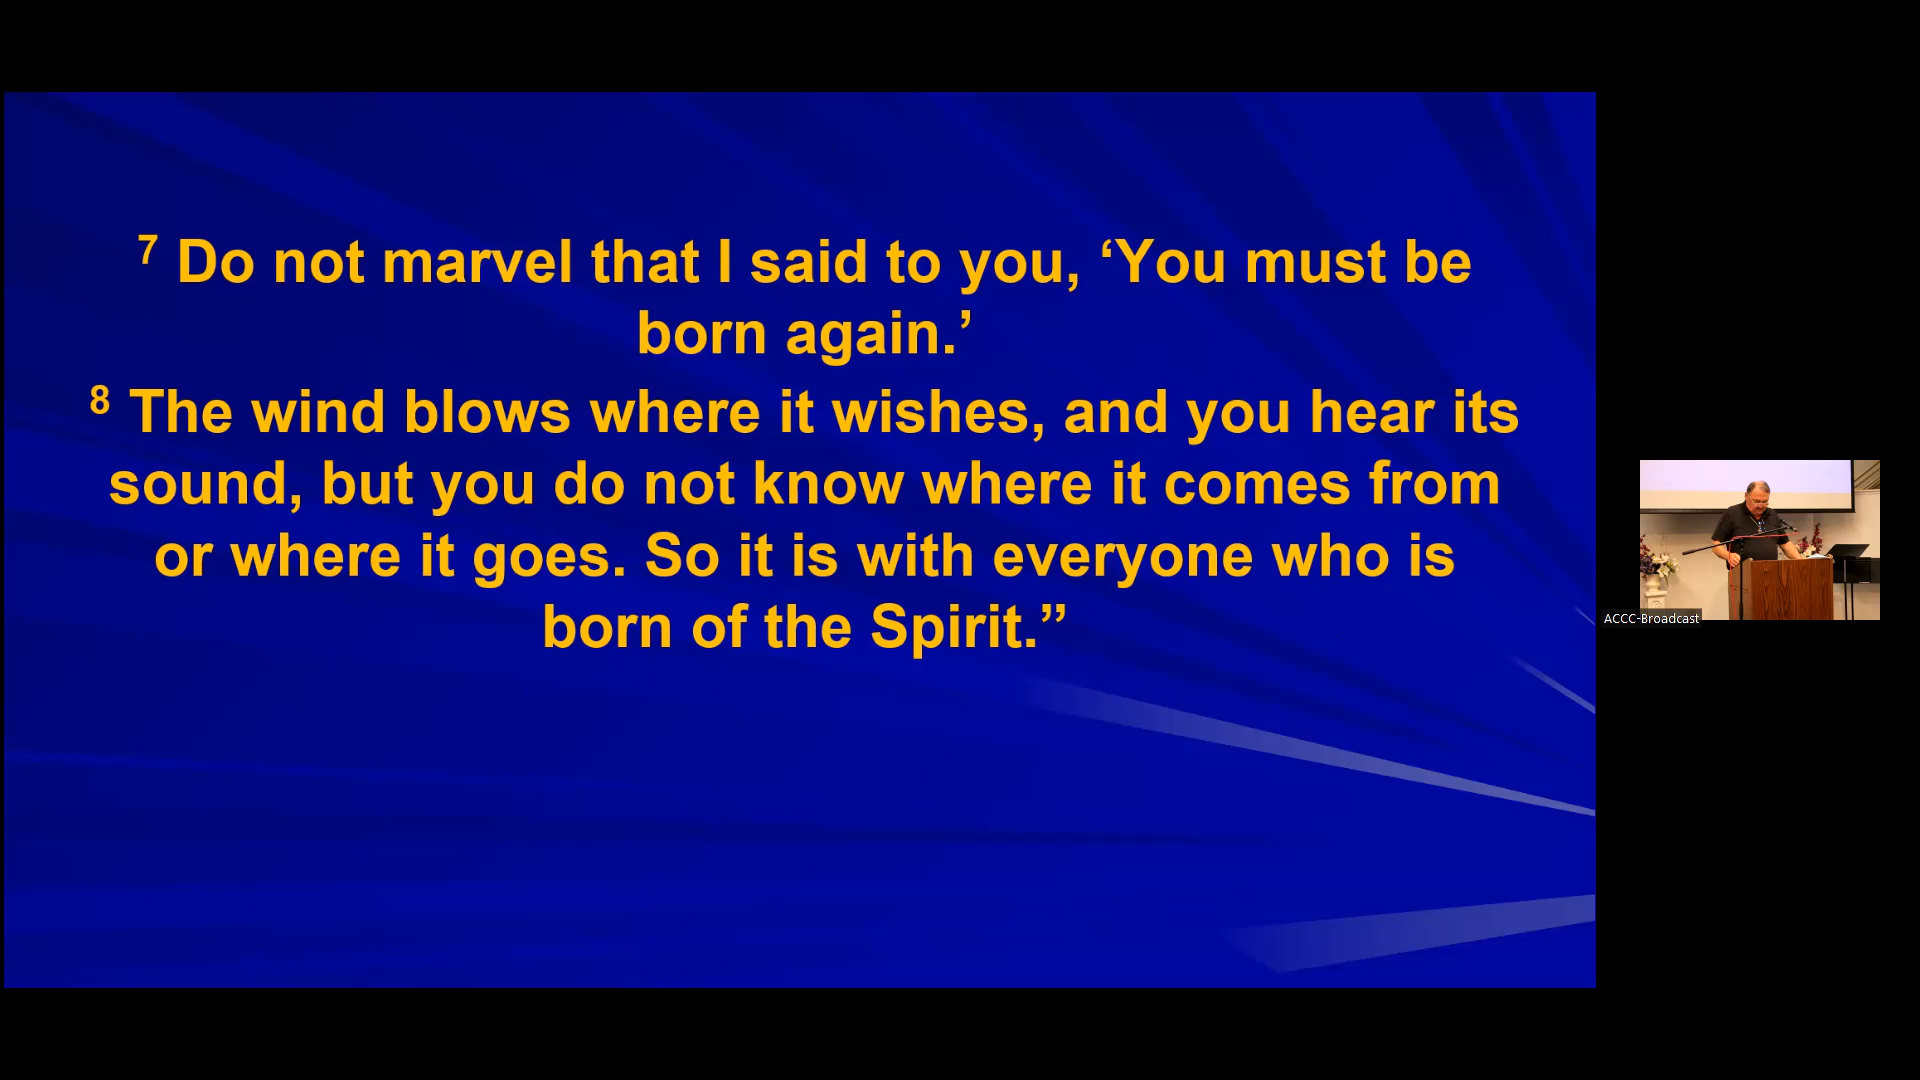 ⁷ Do not marvel that I said to you, ‘You must be
born again.’
⁸ The wind blows where it wishes, and you hear its
sound, but you do not know where it comes from
or where it goes. So it is with everyone who is
born of the Spirit.”
ACCC-Broadcast